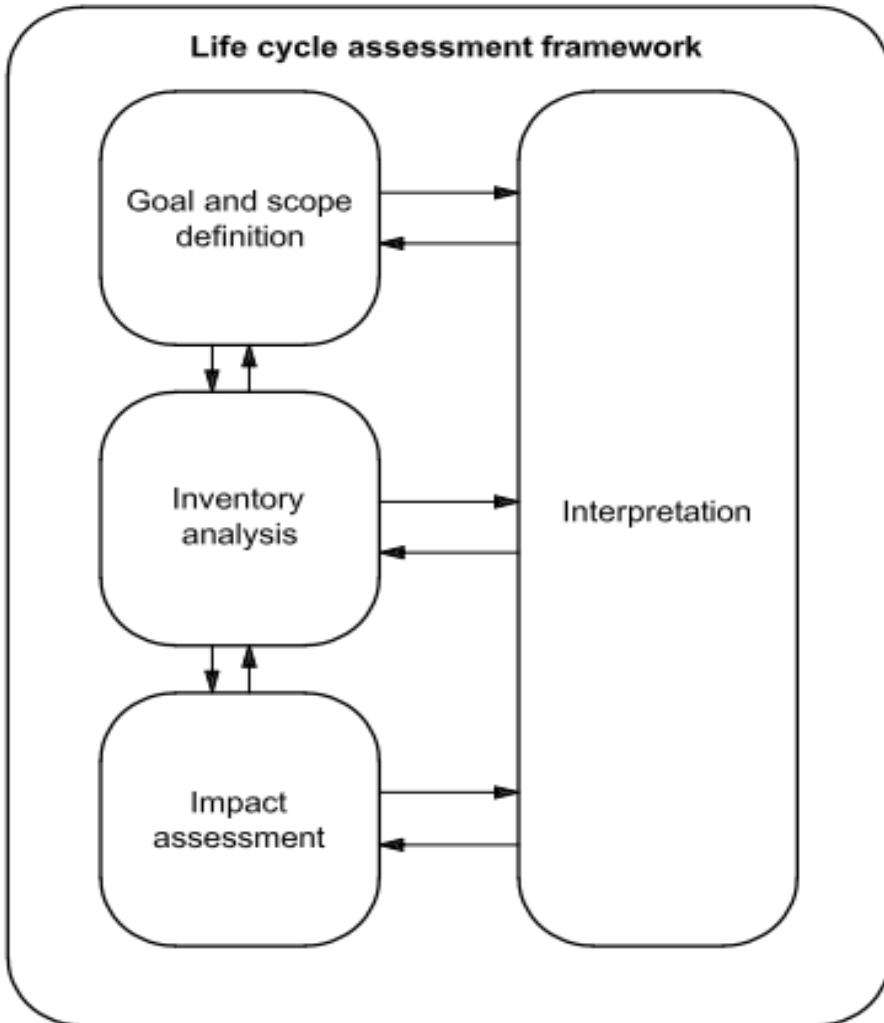 Life cycle assessment framework
Goal and scope
definition
Inventory
analysis
Interpretation
Impact
assessment